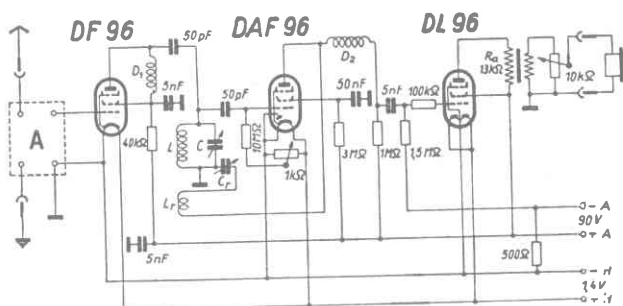 DF 96
DAF 96
DL 96
50pF
D₁
5nF
A
40kΩ
L
C
Cᵣ
Lᵣ
5nF
50pF
10MΩ
1kΩ
D₂
50nF
5nF
100kΩ
3MΩ
1MΩ
1,5MΩ
Rₐ
13kΩ
10kΩ
- A
90V
+ A
500Ω
- H
1,4V